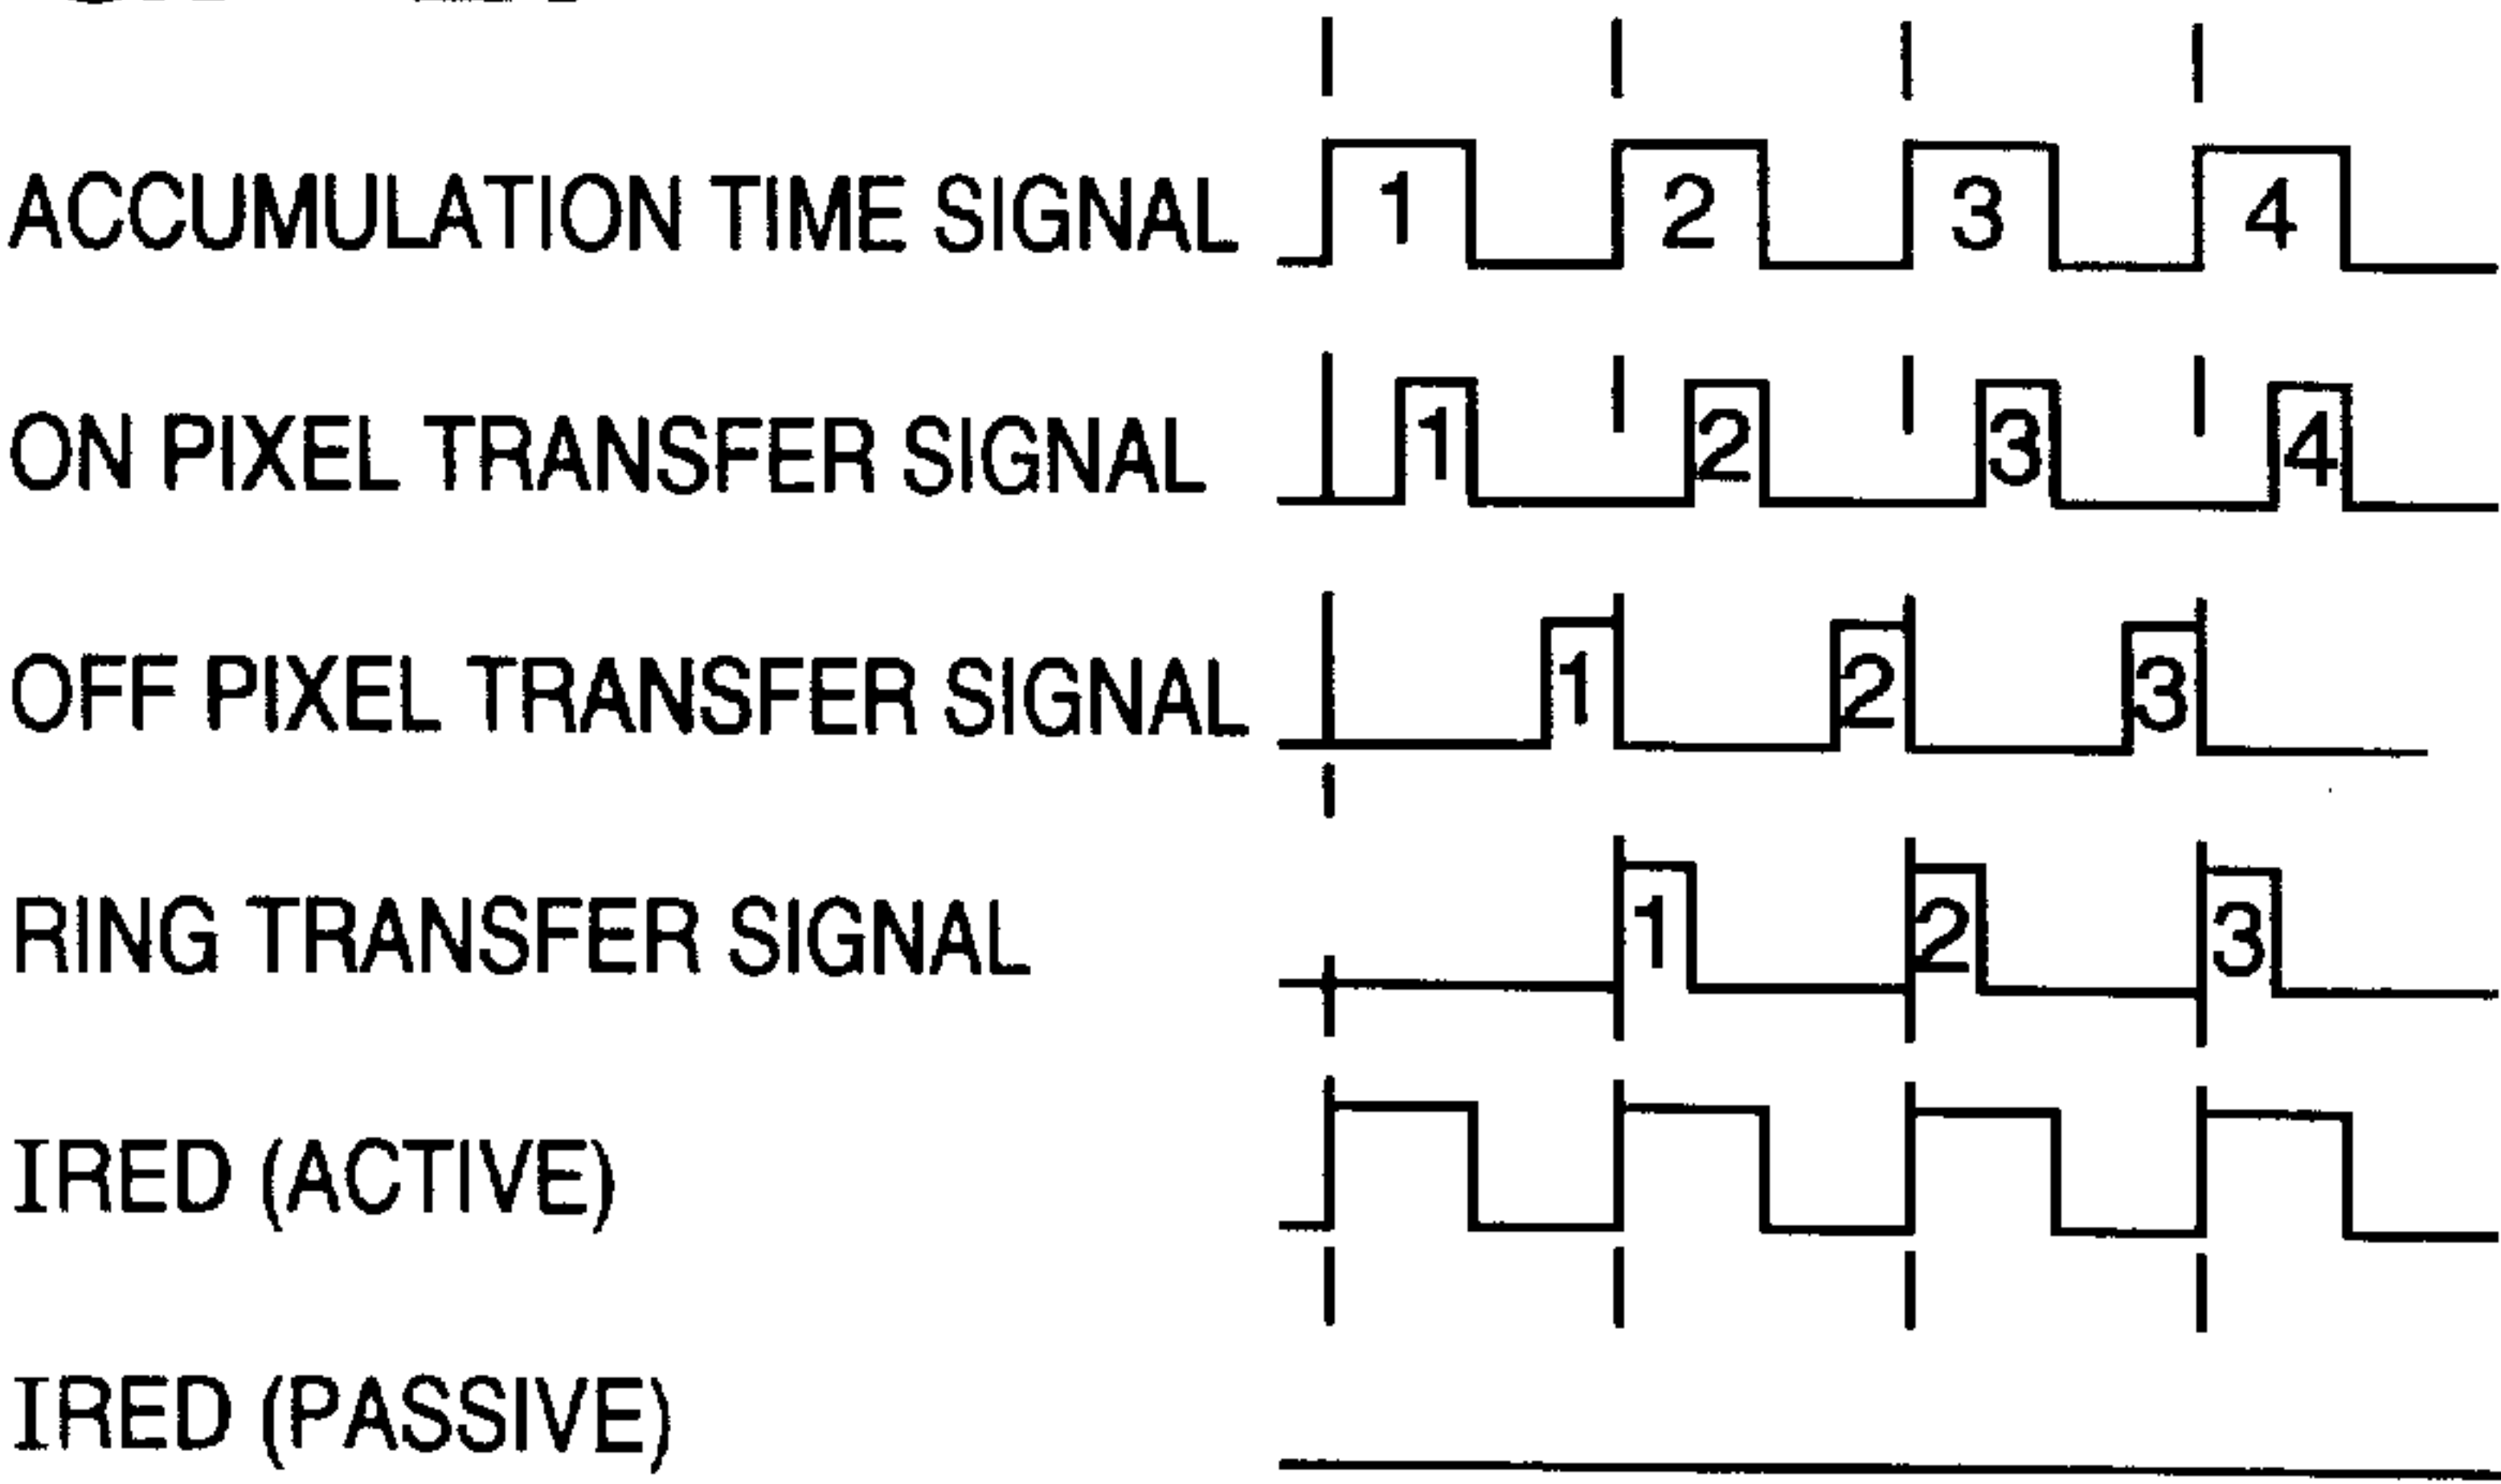 ACCUMULATION TIME SIGNAL 1 2 3 4
ON PIXEL TRANSFER SIGNAL 1 2 3 4
OFF PIXEL TRANSFER SIGNAL 1 2 3
RING TRANSFER SIGNAL 1 2 3
IRED (ACTIVE)
IRED (PASSIVE)